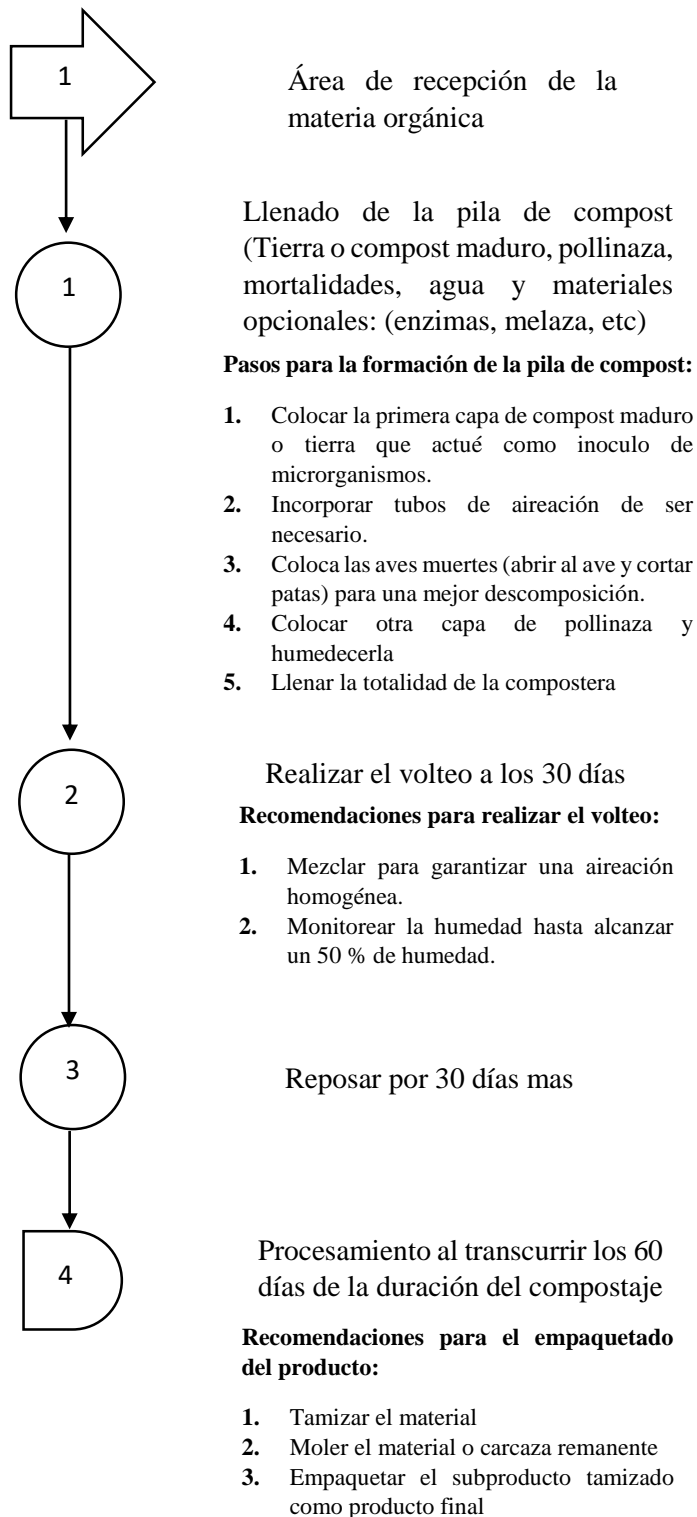 1
Área de recepción de la
materia orgánica
1
Llenado de la pila de compost
(Tierra o compost maduro, pollinaza,
mortalidades, agua y materiales
opcionales: (enzimas, melaza, etc)
Pasos para la formación de la pila de compost:
1. Colocar la primera capa de compost maduro
o tierra que actué como inoculo de
microrganismos.
2. Incorporar tubos de aireación de ser
necesario.
3. Coloca las aves muertes (abrir al ave y cortar
patas) para una mejor descomposición.
4. Colocar otra capa de pollinaza y
humedecerla
5. Llenar la totalidad de la compostera
2
Realizar el volteo a los 30 días
Recomendaciones para realizar el volteo:
1. Mezclar para garantizar una aireación
homogénea.
2. Monitorear la humedad hasta alcanzar
un 50 % de humedad.
3
Reposar por 30 días mas
4
Procesamiento al transcurrir los 60
días de la duración del compostaje
Recomendaciones para el empaquetado
del producto:
1. Tamizar el material
2. Moler el material o carcaza remanente
3. Empaquetar el subproducto tamizado
como producto final